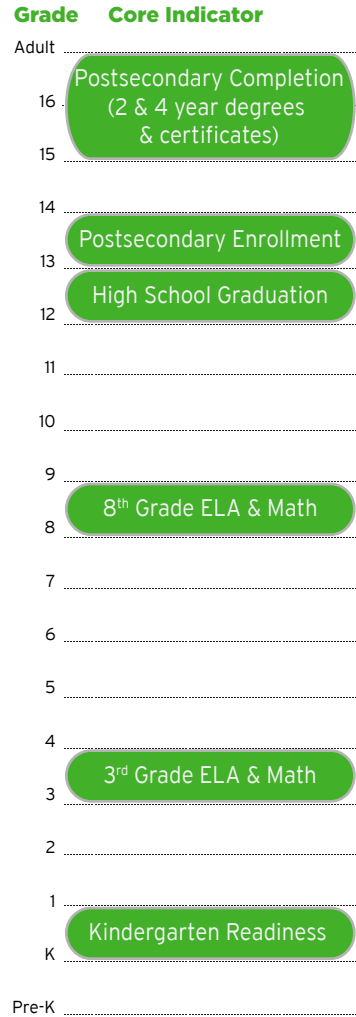 Grade Core Indicator
Adult
Postsecondary Completion
16 (2 & 4 year degrees
& certificates)
15
14
Postsecondary Enrollment
13
High School Graduation
12
11
10
9
8th Grade ELA & Math
8
7
6
5
4
3rd Grade ELA & Math
3
2
1
Kindergarten Readiness
K
Pre-K